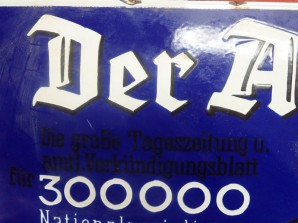 Der A
Die große Tageszeitung u.
amtl. Verkündigungsblatt
für 300000